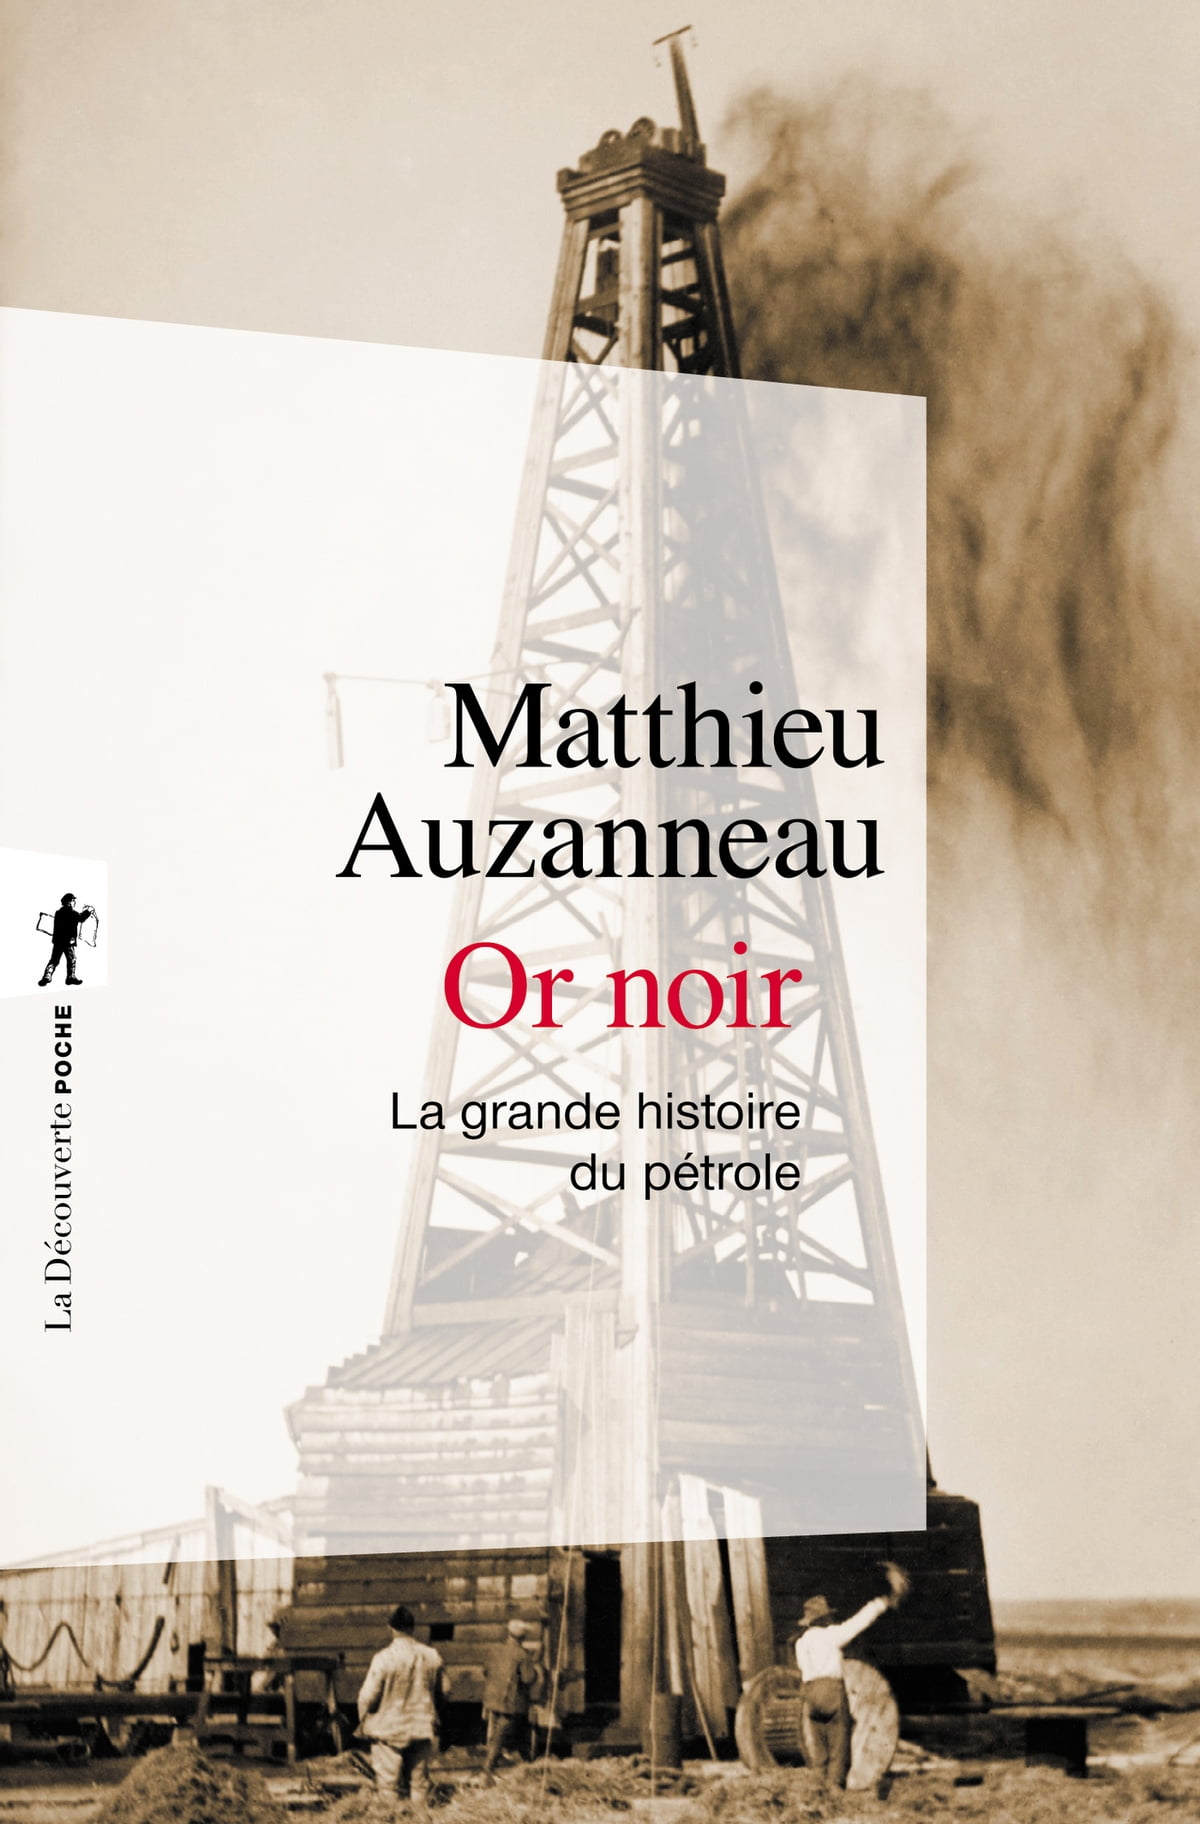 Matthieu
Auzanneau
Or noir
La grande histoire
du pétrole
La Découverte POCHE